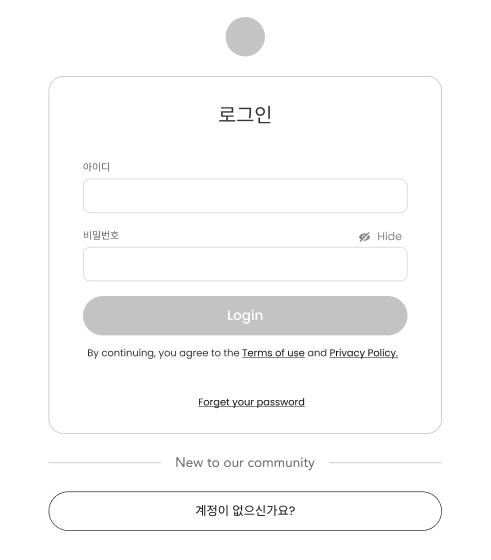 로그인
아이디
비밀번호 Hide
Login
By continuing, you agree to the Terms of use and Privacy Policy.
Forget your password
New to our community
계정이 없으신가요?